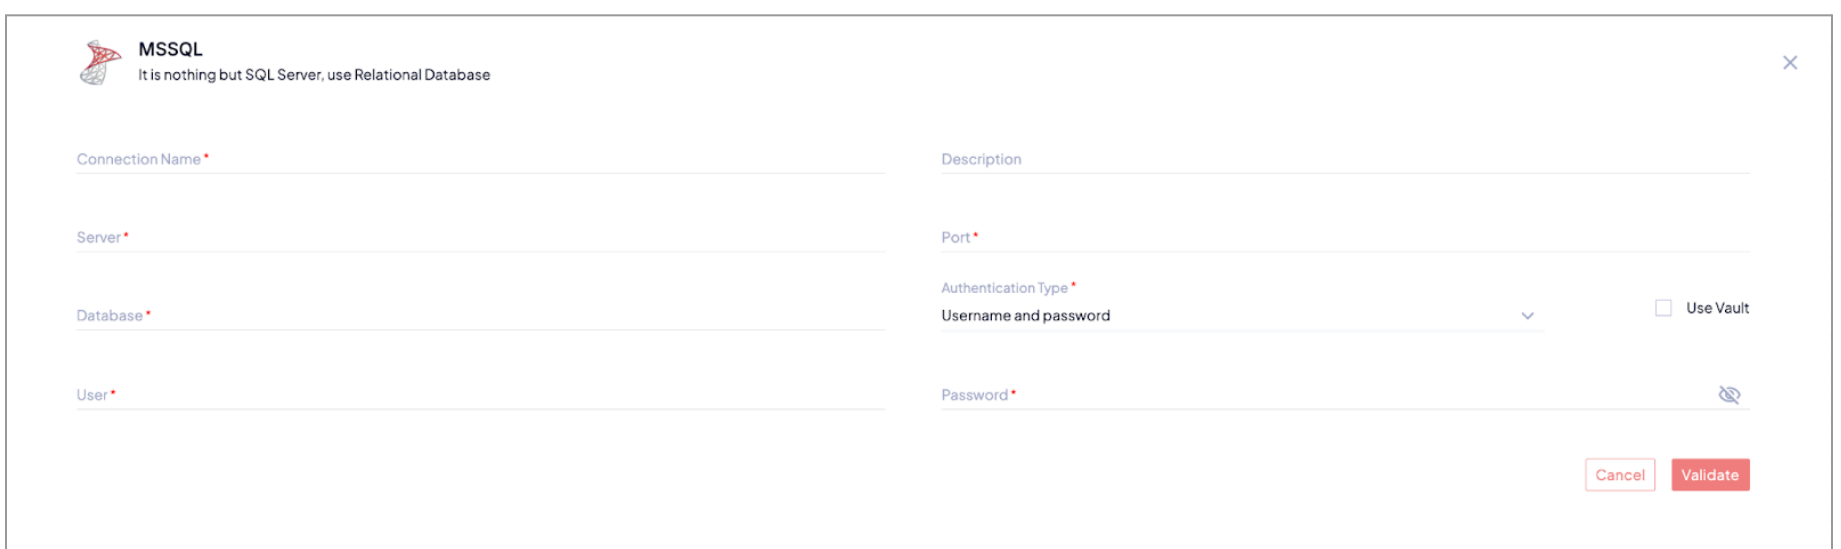 MSSQL
It is nothing but SQL Server, use Relational Database
Connection Name *
Description
Server *
Port *
Authentication Type *
Database *
Username and password
Use Vault
User *
Password *
Cancel
Validate